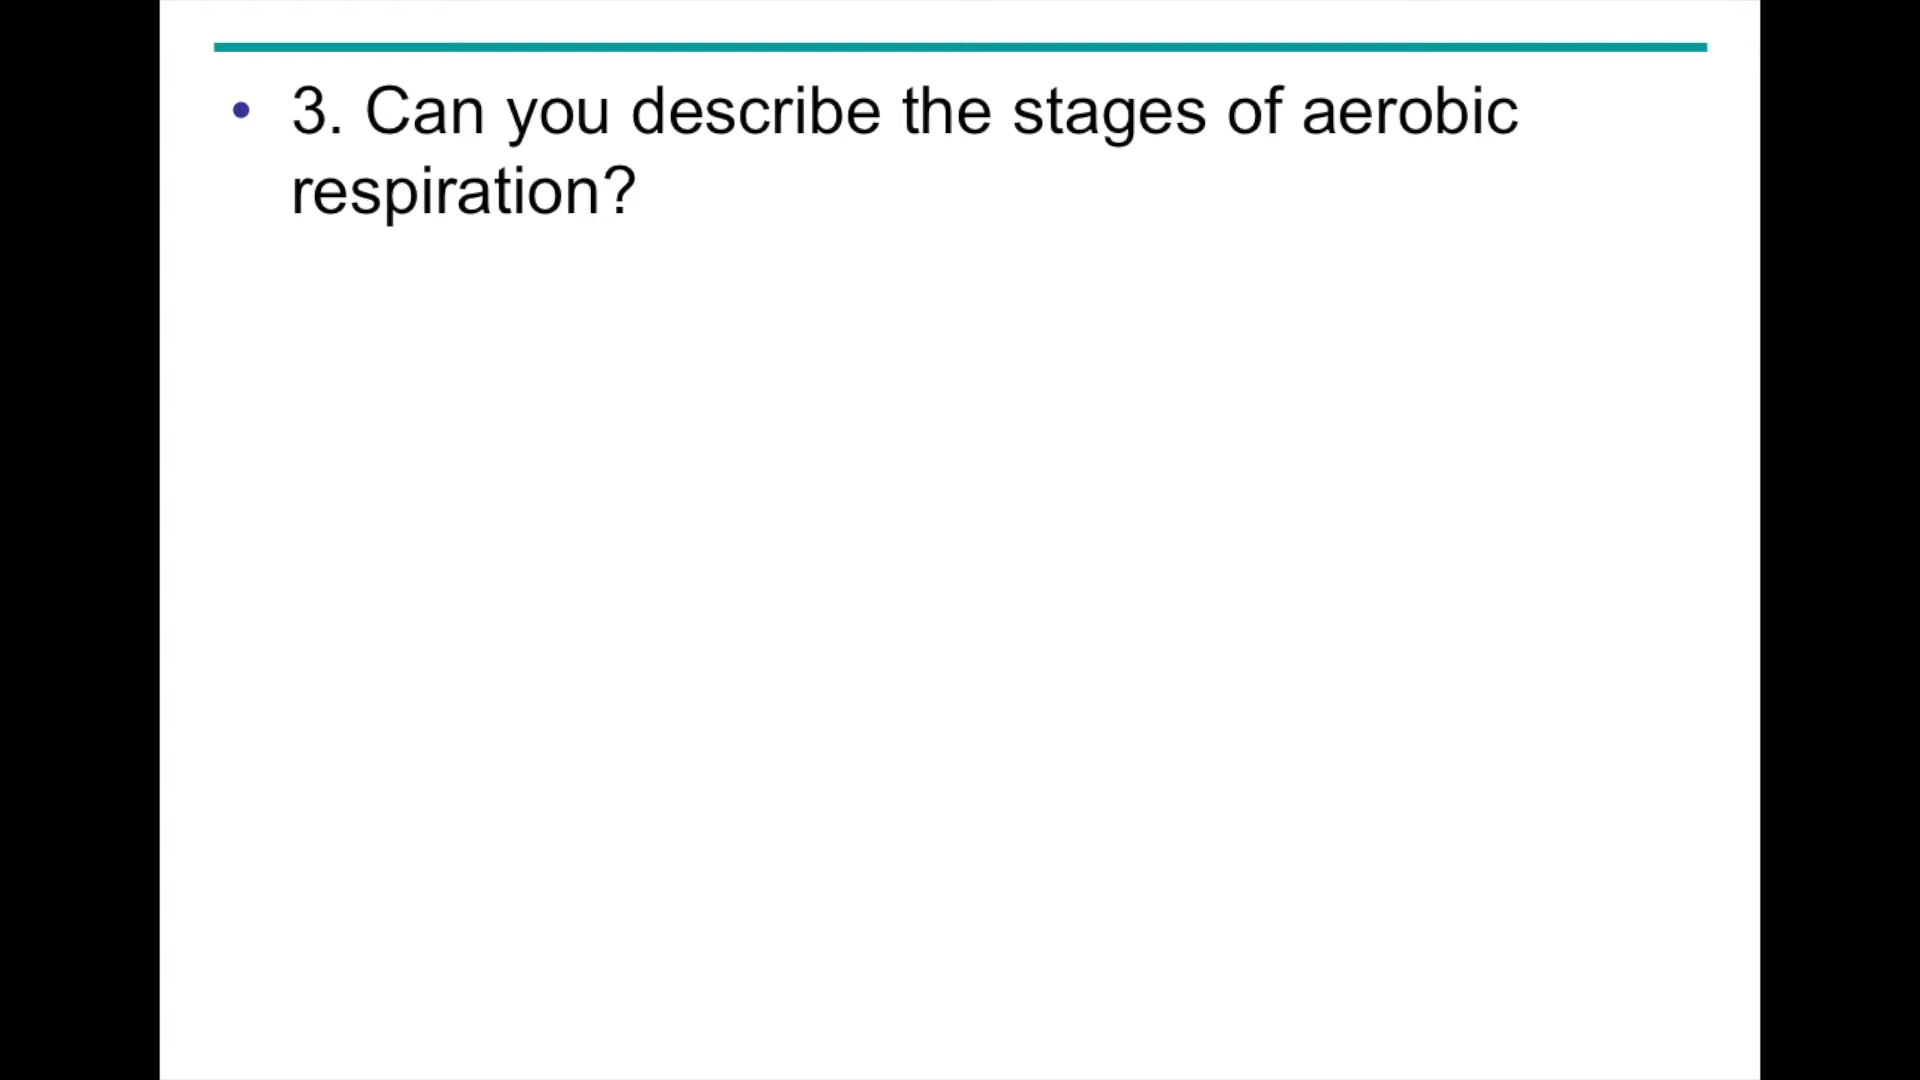 • 3. Can you describe the stages of aerobic
respiration?